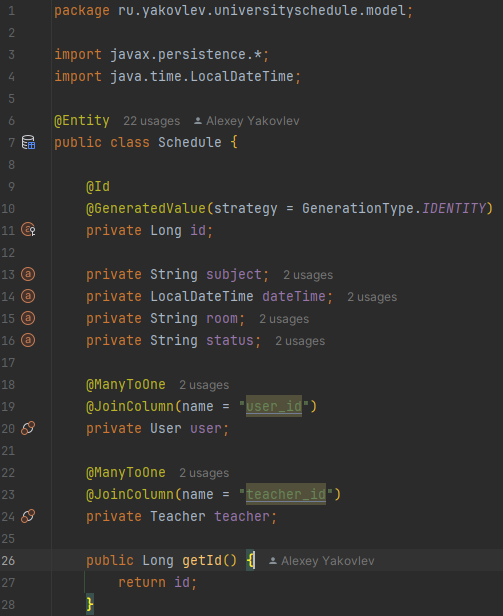 1 package ru.yakovlev.universityschedule.model;
2
3 import javax.persistence.*;
4 import java.time.LocalDateTime;
5
6 @Entity 22 usages Alexey Yakovlev
7 public class Schedule {
8
9 @Id
10 @GeneratedValue(strategy = GenerationType.IDENTITY)
11 private Long id;
12
13 private String subject; 2 usages
14 private LocalDateTime dateTime; 2 usages
15 private String room; 2 usages
16 private String status; 2 usages
17
18 @ManyToOne 2 usages
19 @JoinColumn(name = "user_id")
20 private User user;
21
22 @ManyToOne 2 usages
23 @JoinColumn(name = "teacher_id")
24 private Teacher teacher;
25
26 public Long getId() { Alexey Yakovlev
27 return id;
28 }